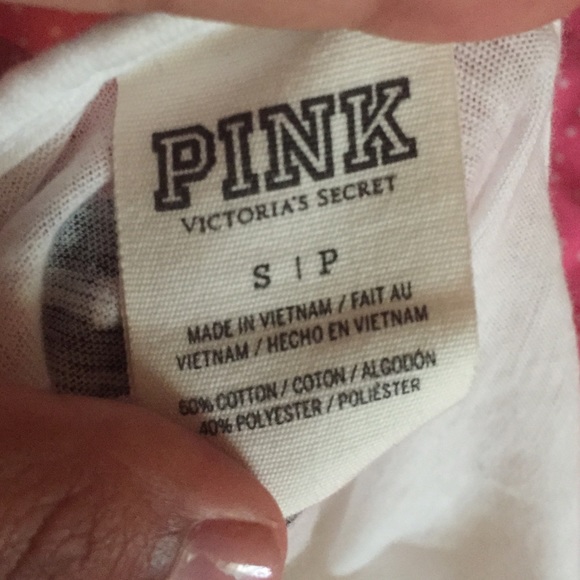 PINK
VICTORIA'S SECRET
S | P
MADE IN VIETNAM / FAIT AU
VIETNAM / HECHO EN VIETNAM
60% COTTON / COTON / ALGODÓN
40% POLYESTER / POLIÉSTER